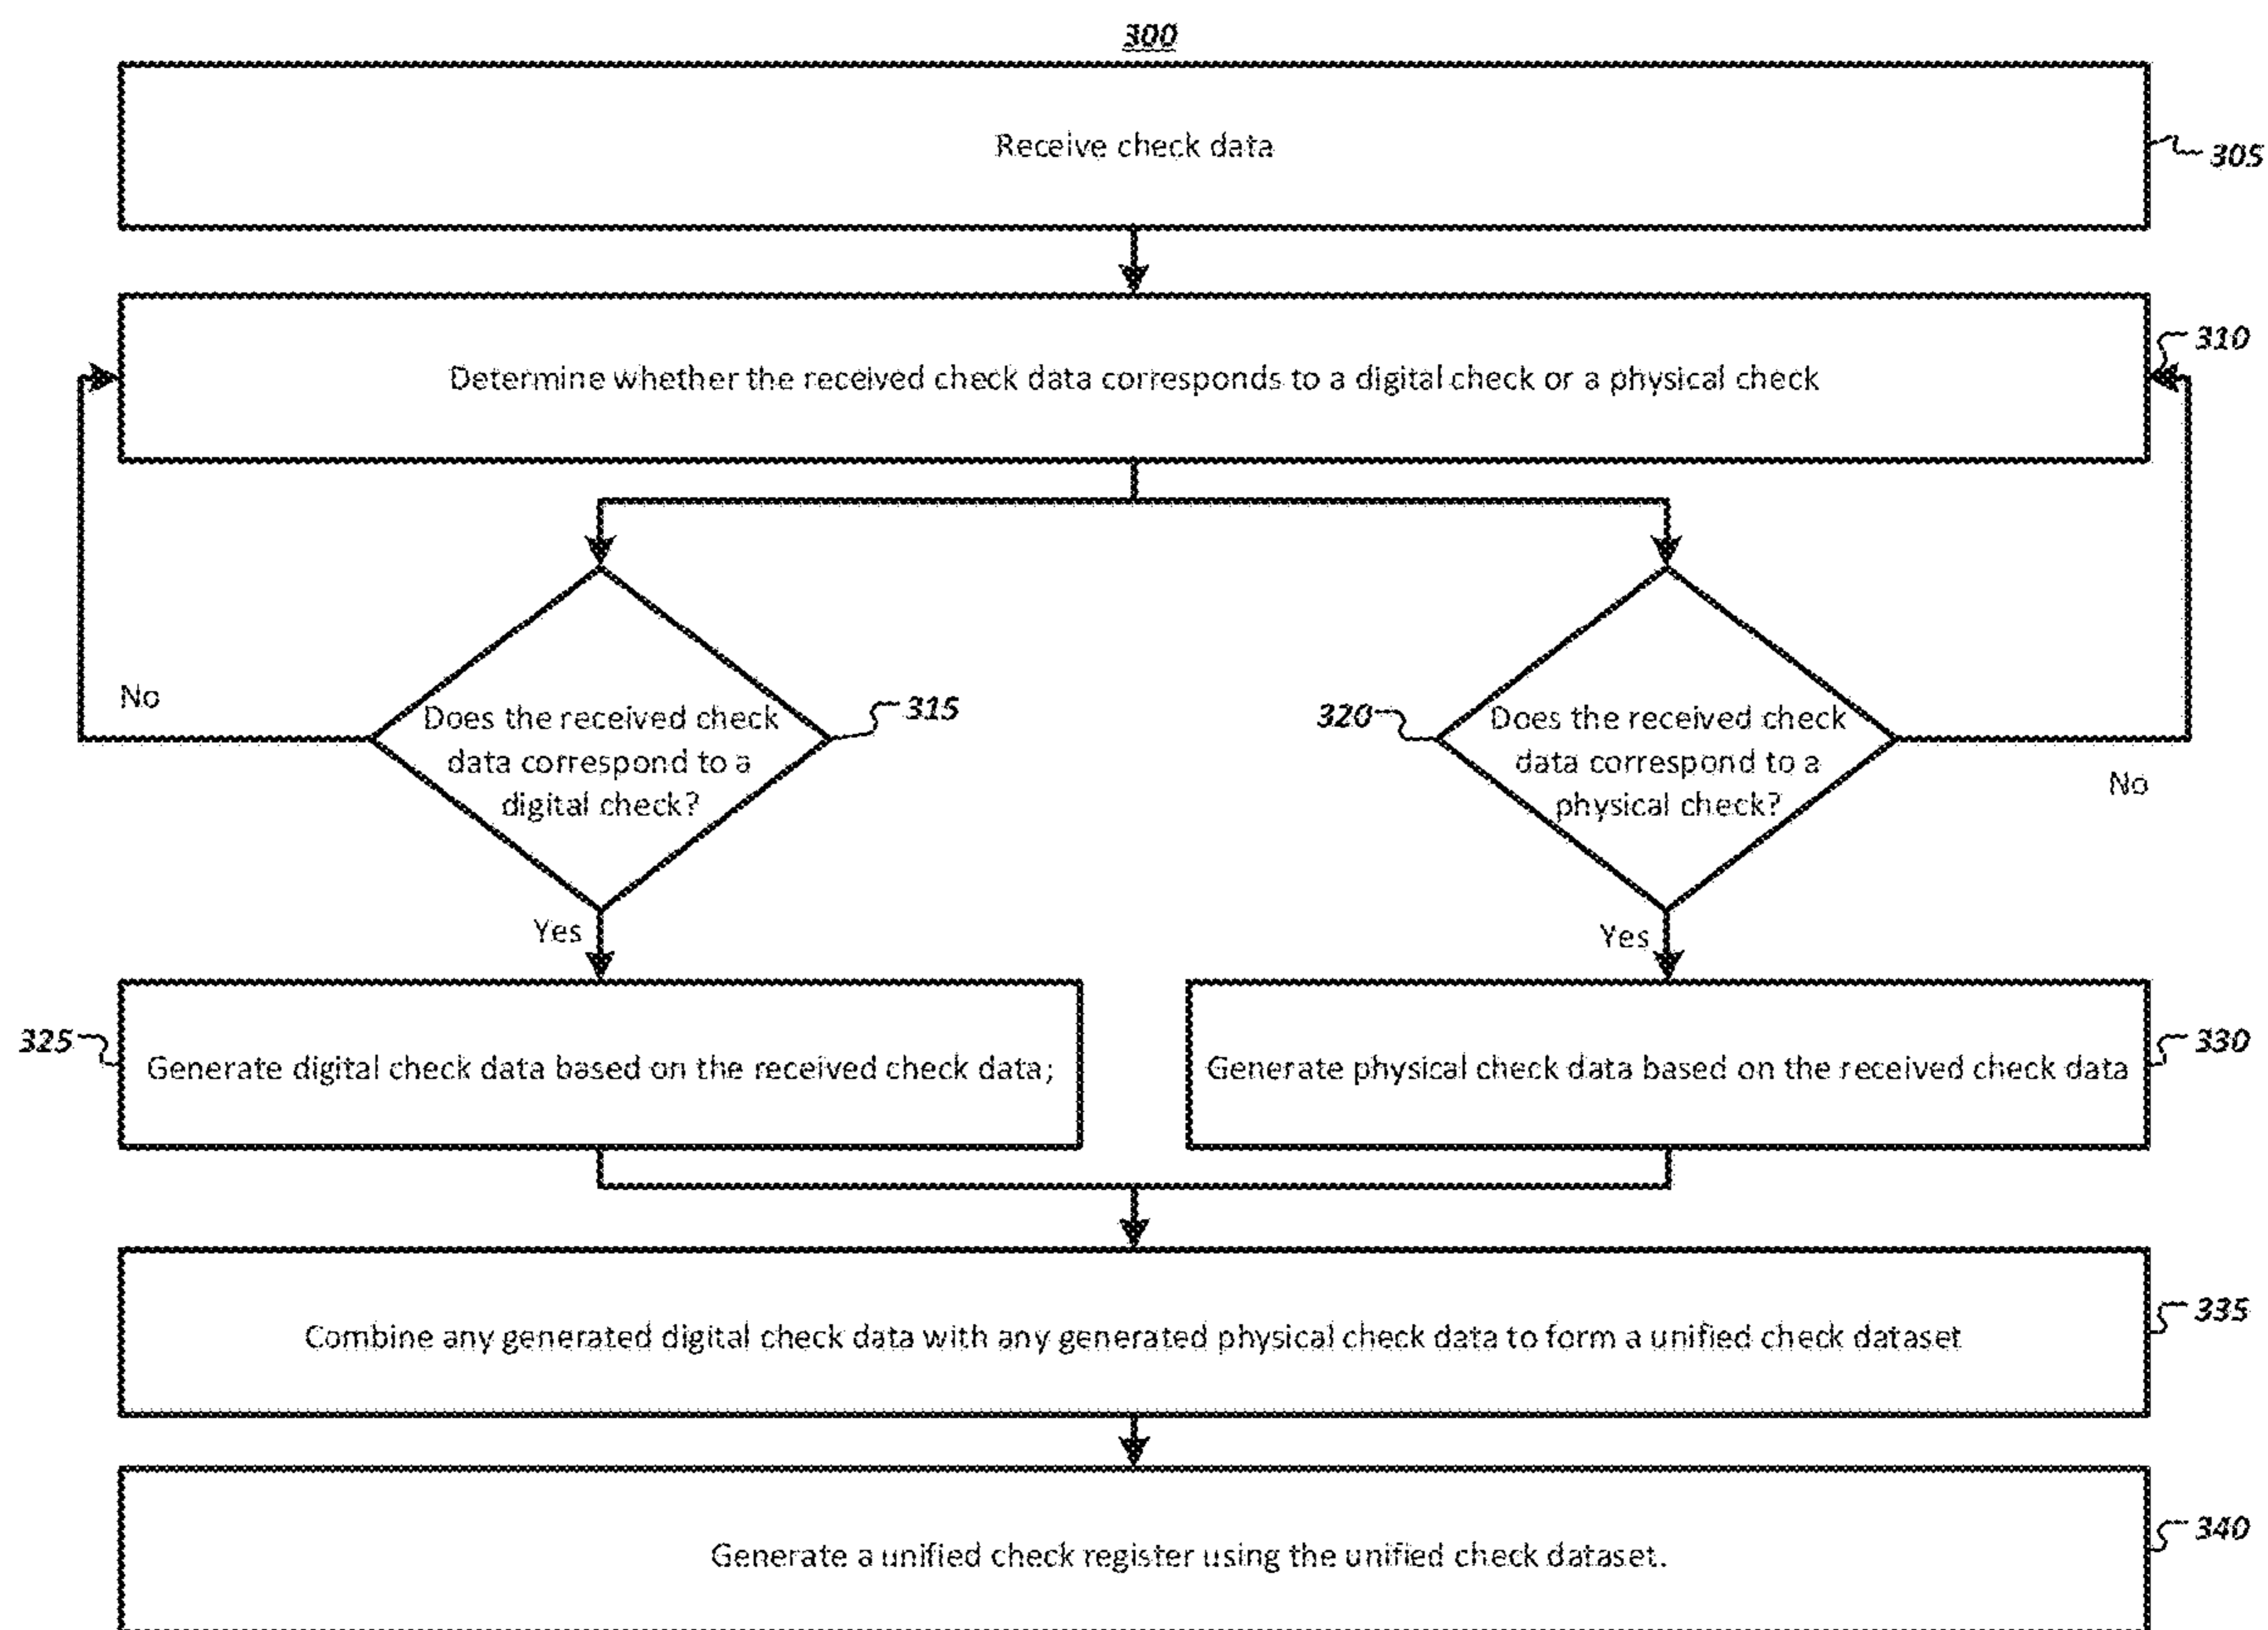 300
Receive check data
305
310
Determine whether the received check data corresponds to a digital check or a physical check
No
Does the received check
data correspond to a
digital check?
315
320
Does the received check
data correspond to a
physical check?
No
Yes
Yes
325
Generate digital check data based on the received check data;
Generate physical check data based on the received check data
330
335
Combine any generated digital check data with any generated physical check data to form a unified check dataset
340
Generate a unified check register using the unified check dataset.